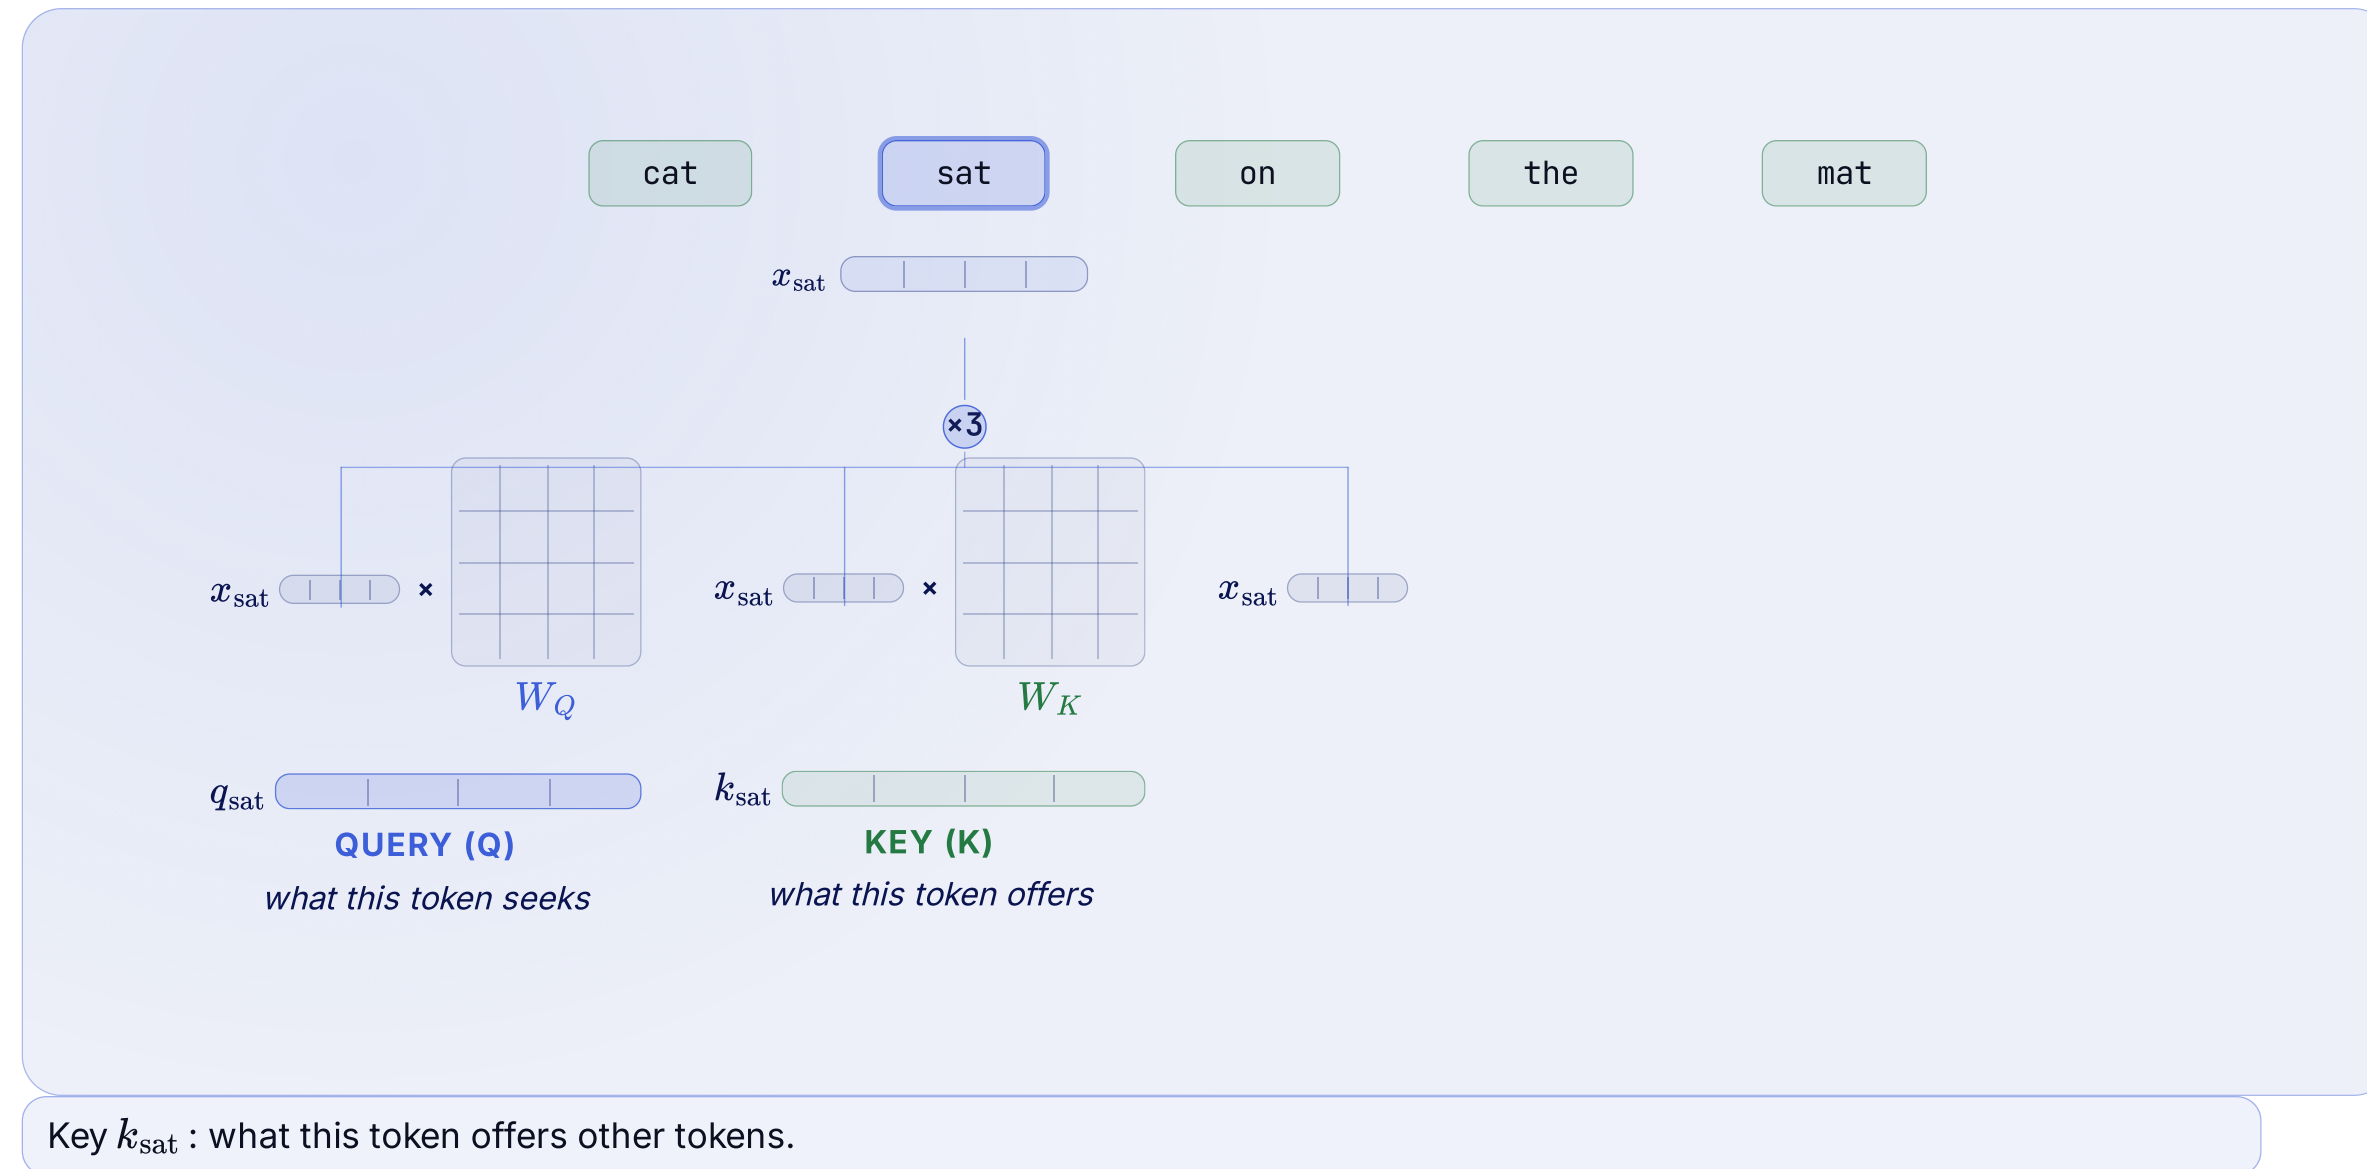 cat sat on the mat
x_sat
×3
x_sat × x_sat × x_sat
W_Q W_K
q_sat k_sat
QUERY (Q) KEY (K)
what this token seeks what this token offers
Key k_sat : what this token offers other tokens.